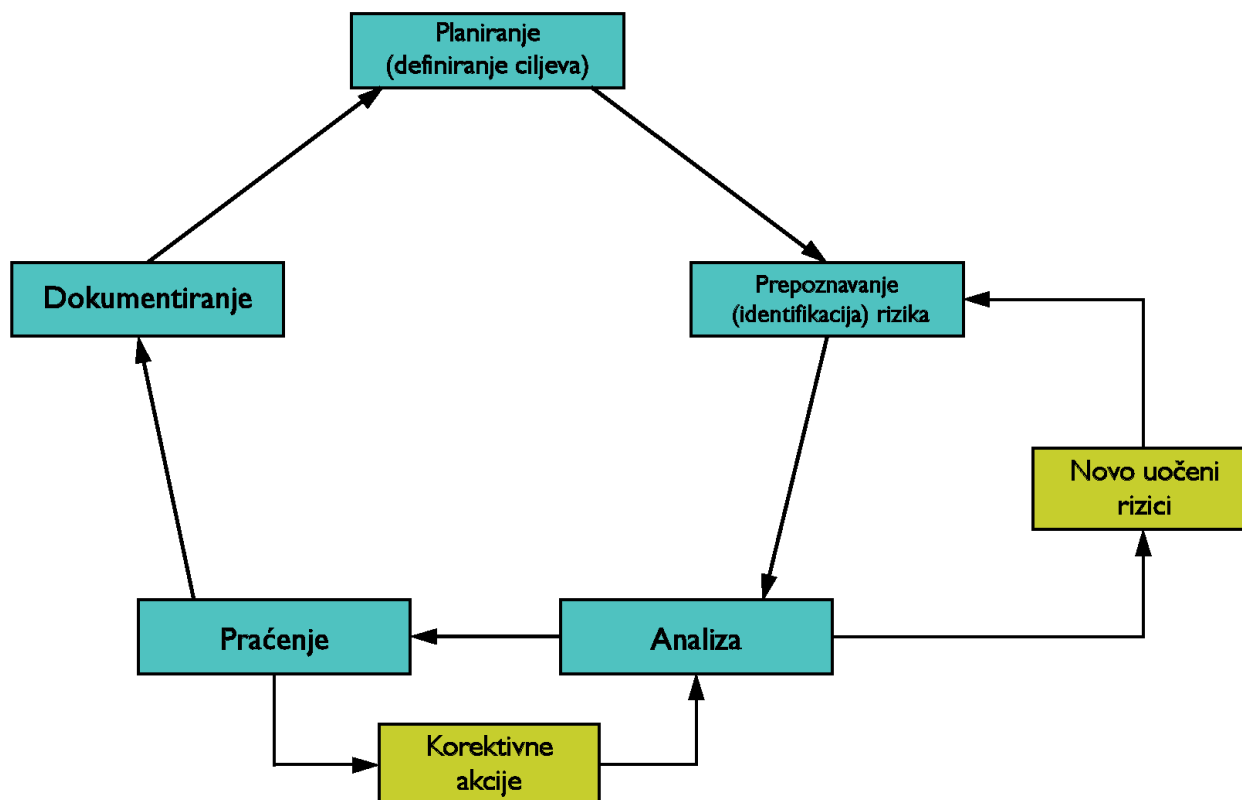 Planiranje
(definiranje ciljeva)
Dokumentiranje
Prepoznavanje
(identifikacija) rizika
Novo uočeni
rizici
Praćenje
Analiza
Korektivne
akcije